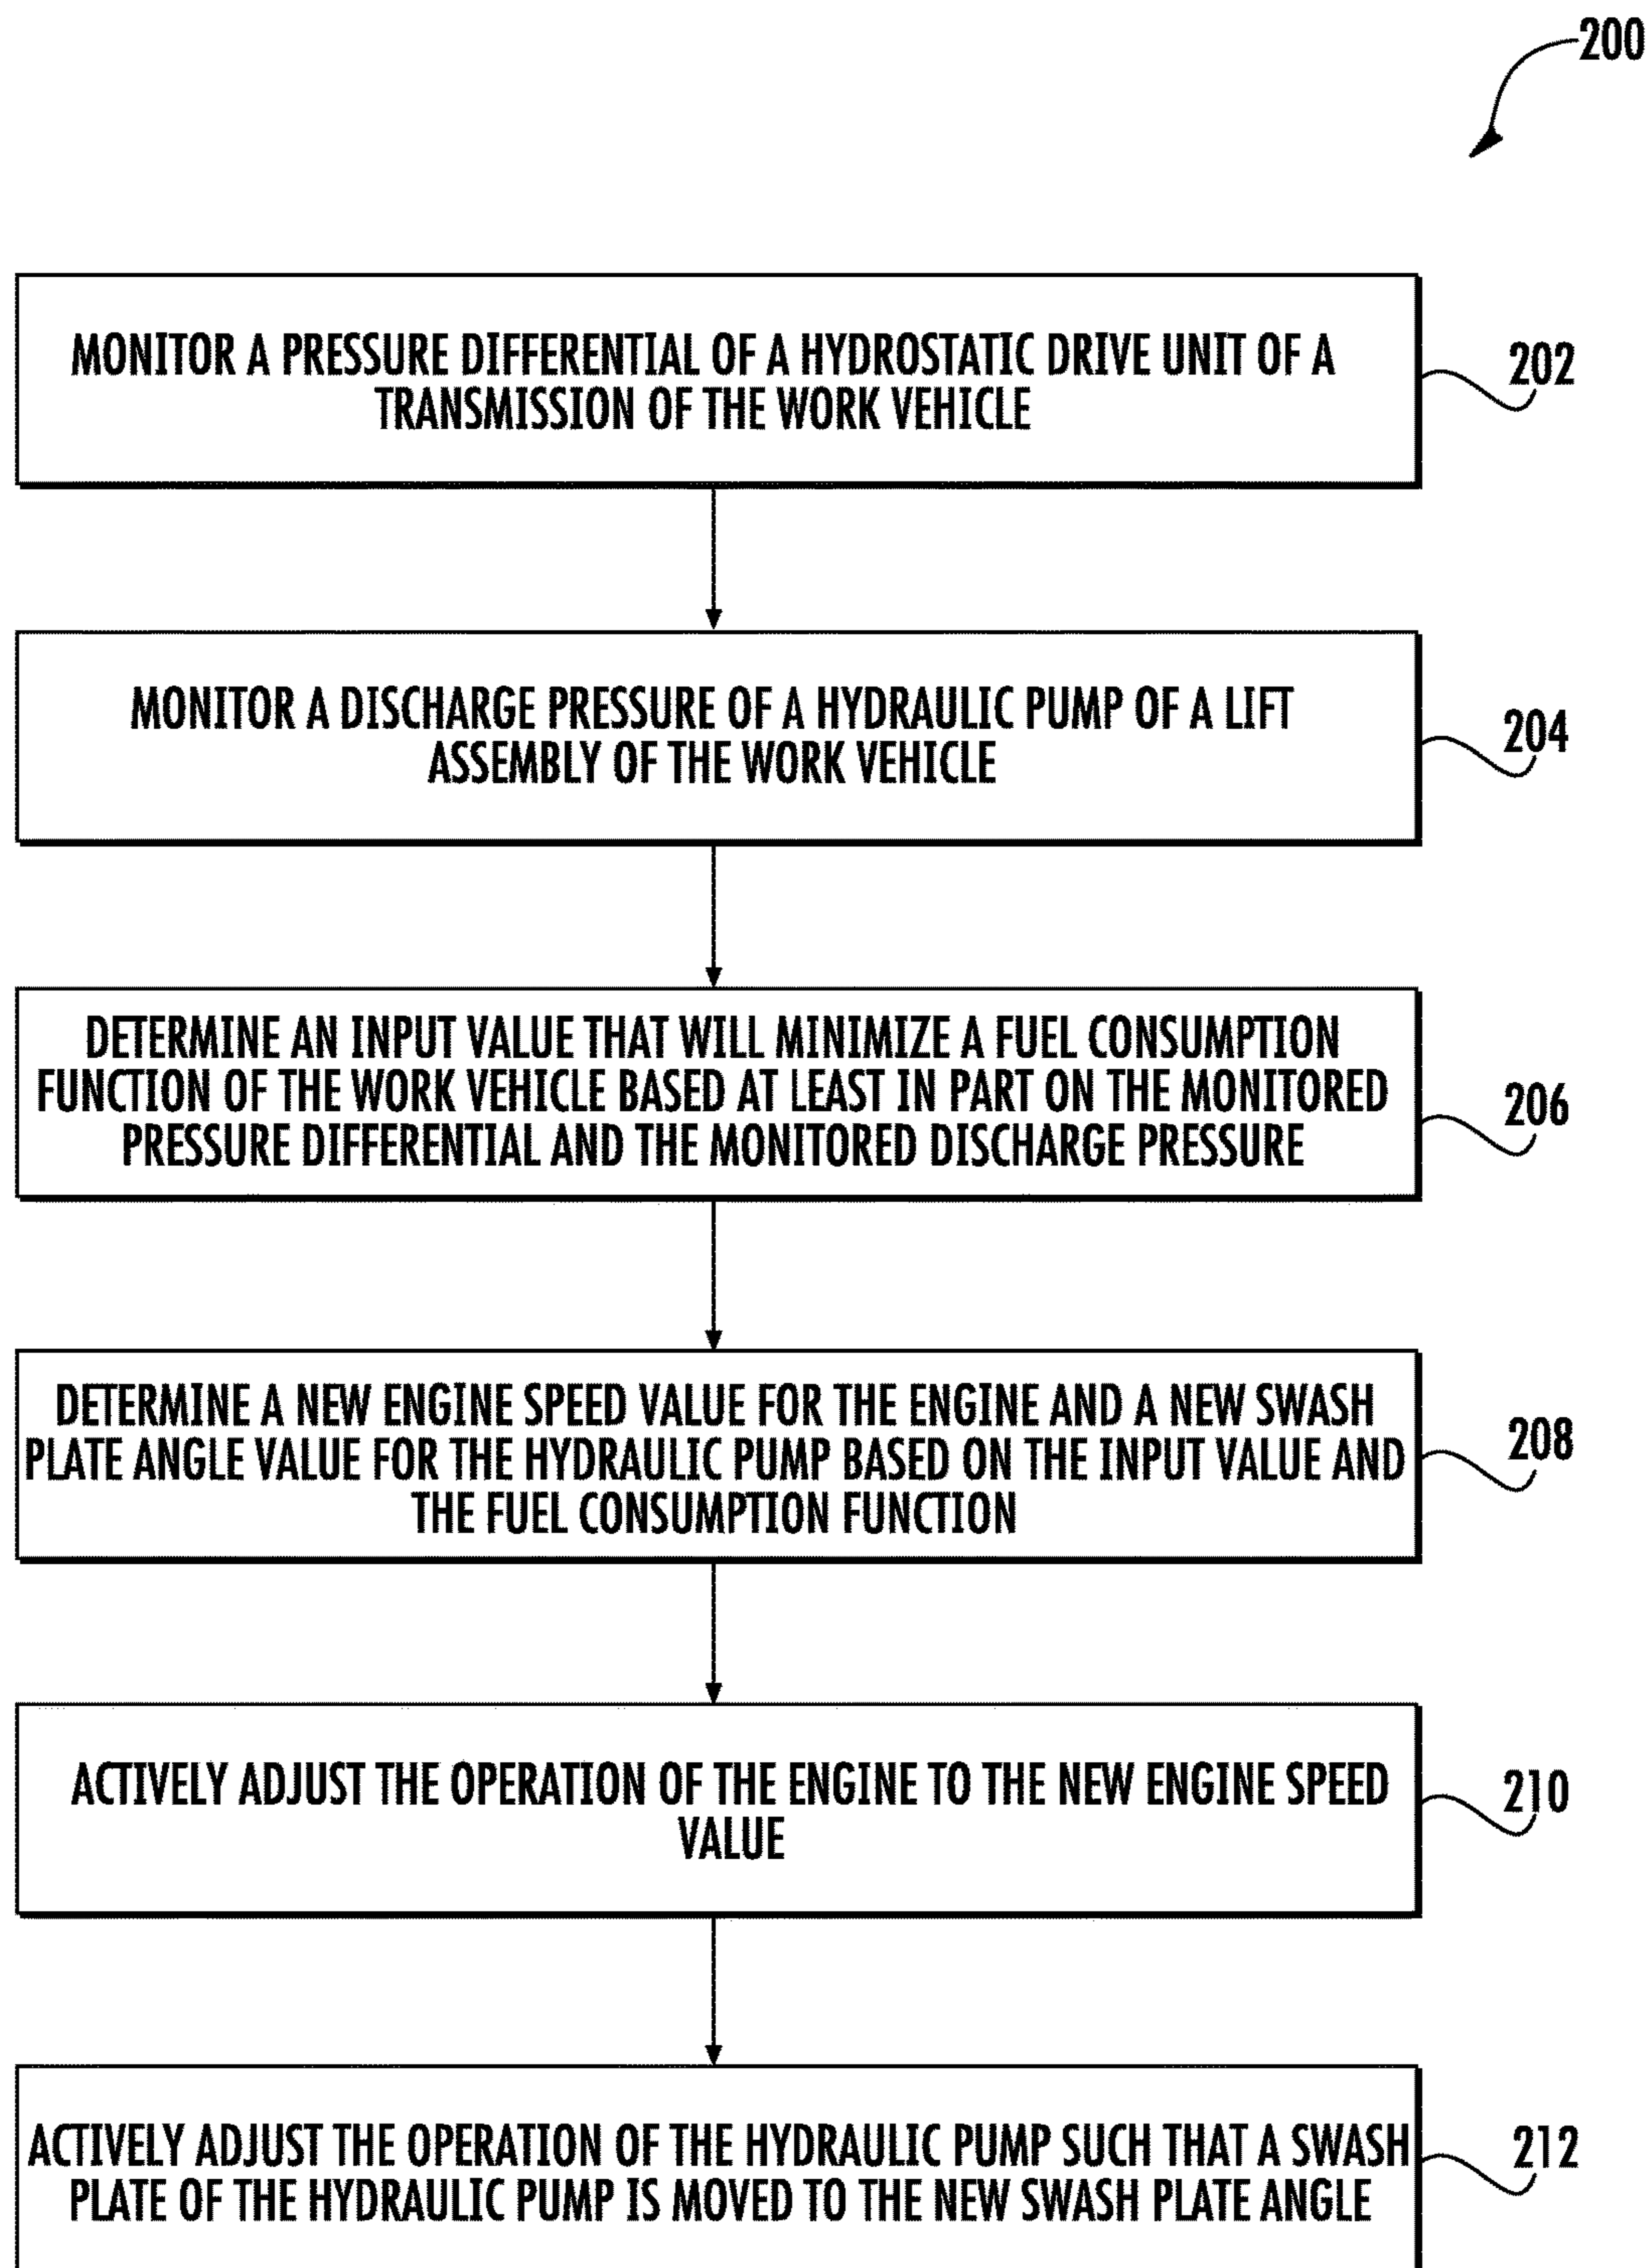 200
MONITOR A PRESSURE DIFFERENTIAL OF A HYDROSTATIC DRIVE UNIT OF A
TRANSMISSION OF THE WORK VEHICLE
202
MONITOR A DISCHARGE PRESSURE OF A HYDRAULIC PUMP OF A LIFT
ASSEMBLY OF THE WORK VEHICLE
204
DETERMINE AN INPUT VALUE THAT WILL MINIMIZE A FUEL CONSUMPTION
FUNCTION OF THE WORK VEHICLE BASED AT LEAST IN PART ON THE MONITORED
PRESSURE DIFFERENTIAL AND THE MONITORED DISCHARGE PRESSURE
206
DETERMINE A NEW ENGINE SPEED VALUE FOR THE ENGINE AND A NEW SWASH
PLATE ANGLE VALUE FOR THE HYDRAULIC PUMP BASED ON THE INPUT VALUE AND
THE FUEL CONSUMPTION FUNCTION
208
ACTIVELY ADJUST THE OPERATION OF THE ENGINE TO THE NEW ENGINE SPEED
VALUE
210
ACTIVELY ADJUST THE OPERATION OF THE HYDRAULIC PUMP SUCH THAT A SWASH
PLATE OF THE HYDRAULIC PUMP IS MOVED TO THE NEW SWASH PLATE ANGLE
212